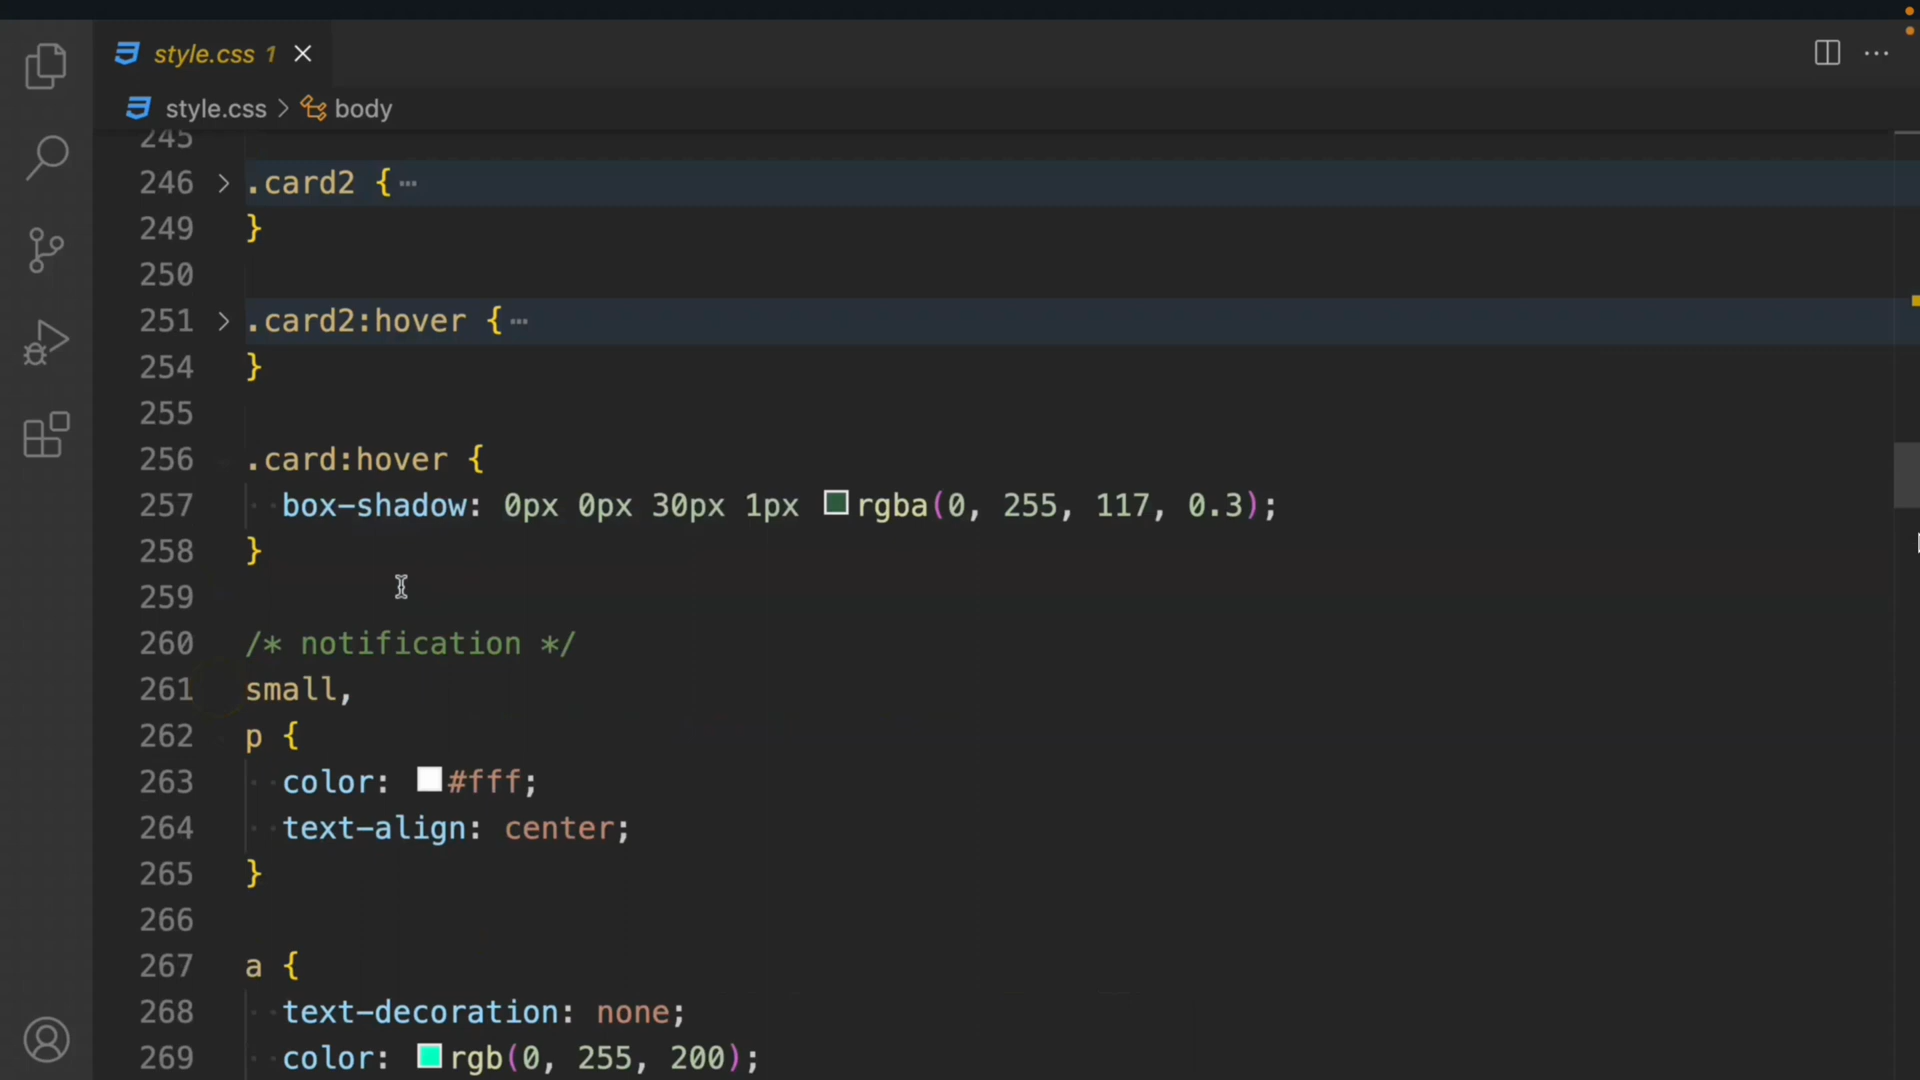 style.css 1
style.css > body
245
246 .card2 {
249 }
250
251 .card2:hover {
254 }
255
256 .card:hover {
257 box-shadow: 0px 0px 30px 1px rgba(0, 255, 117, 0.3);
258 }
259
260 /* notification */
261 small,
262 p {
263 color: #fff;
264 text-align: center;
265 }
266
267 a {
268 text-decoration: none;
269 color: rgb(0, 255, 200);